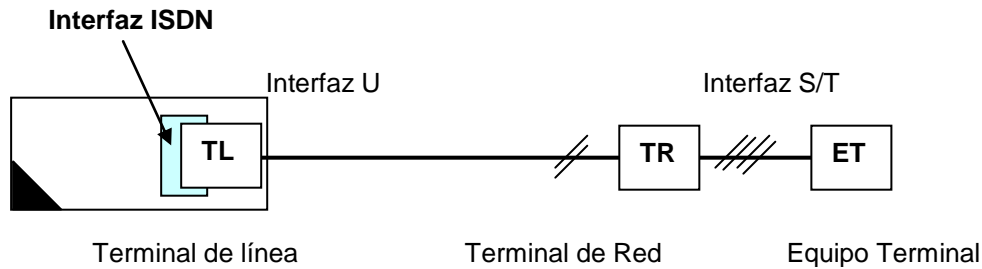 Interfaz ISDN
Interfaz U
Interfaz S/T
TL
TR
ET
Terminal de línea
Terminal de Red
Equipo Terminal